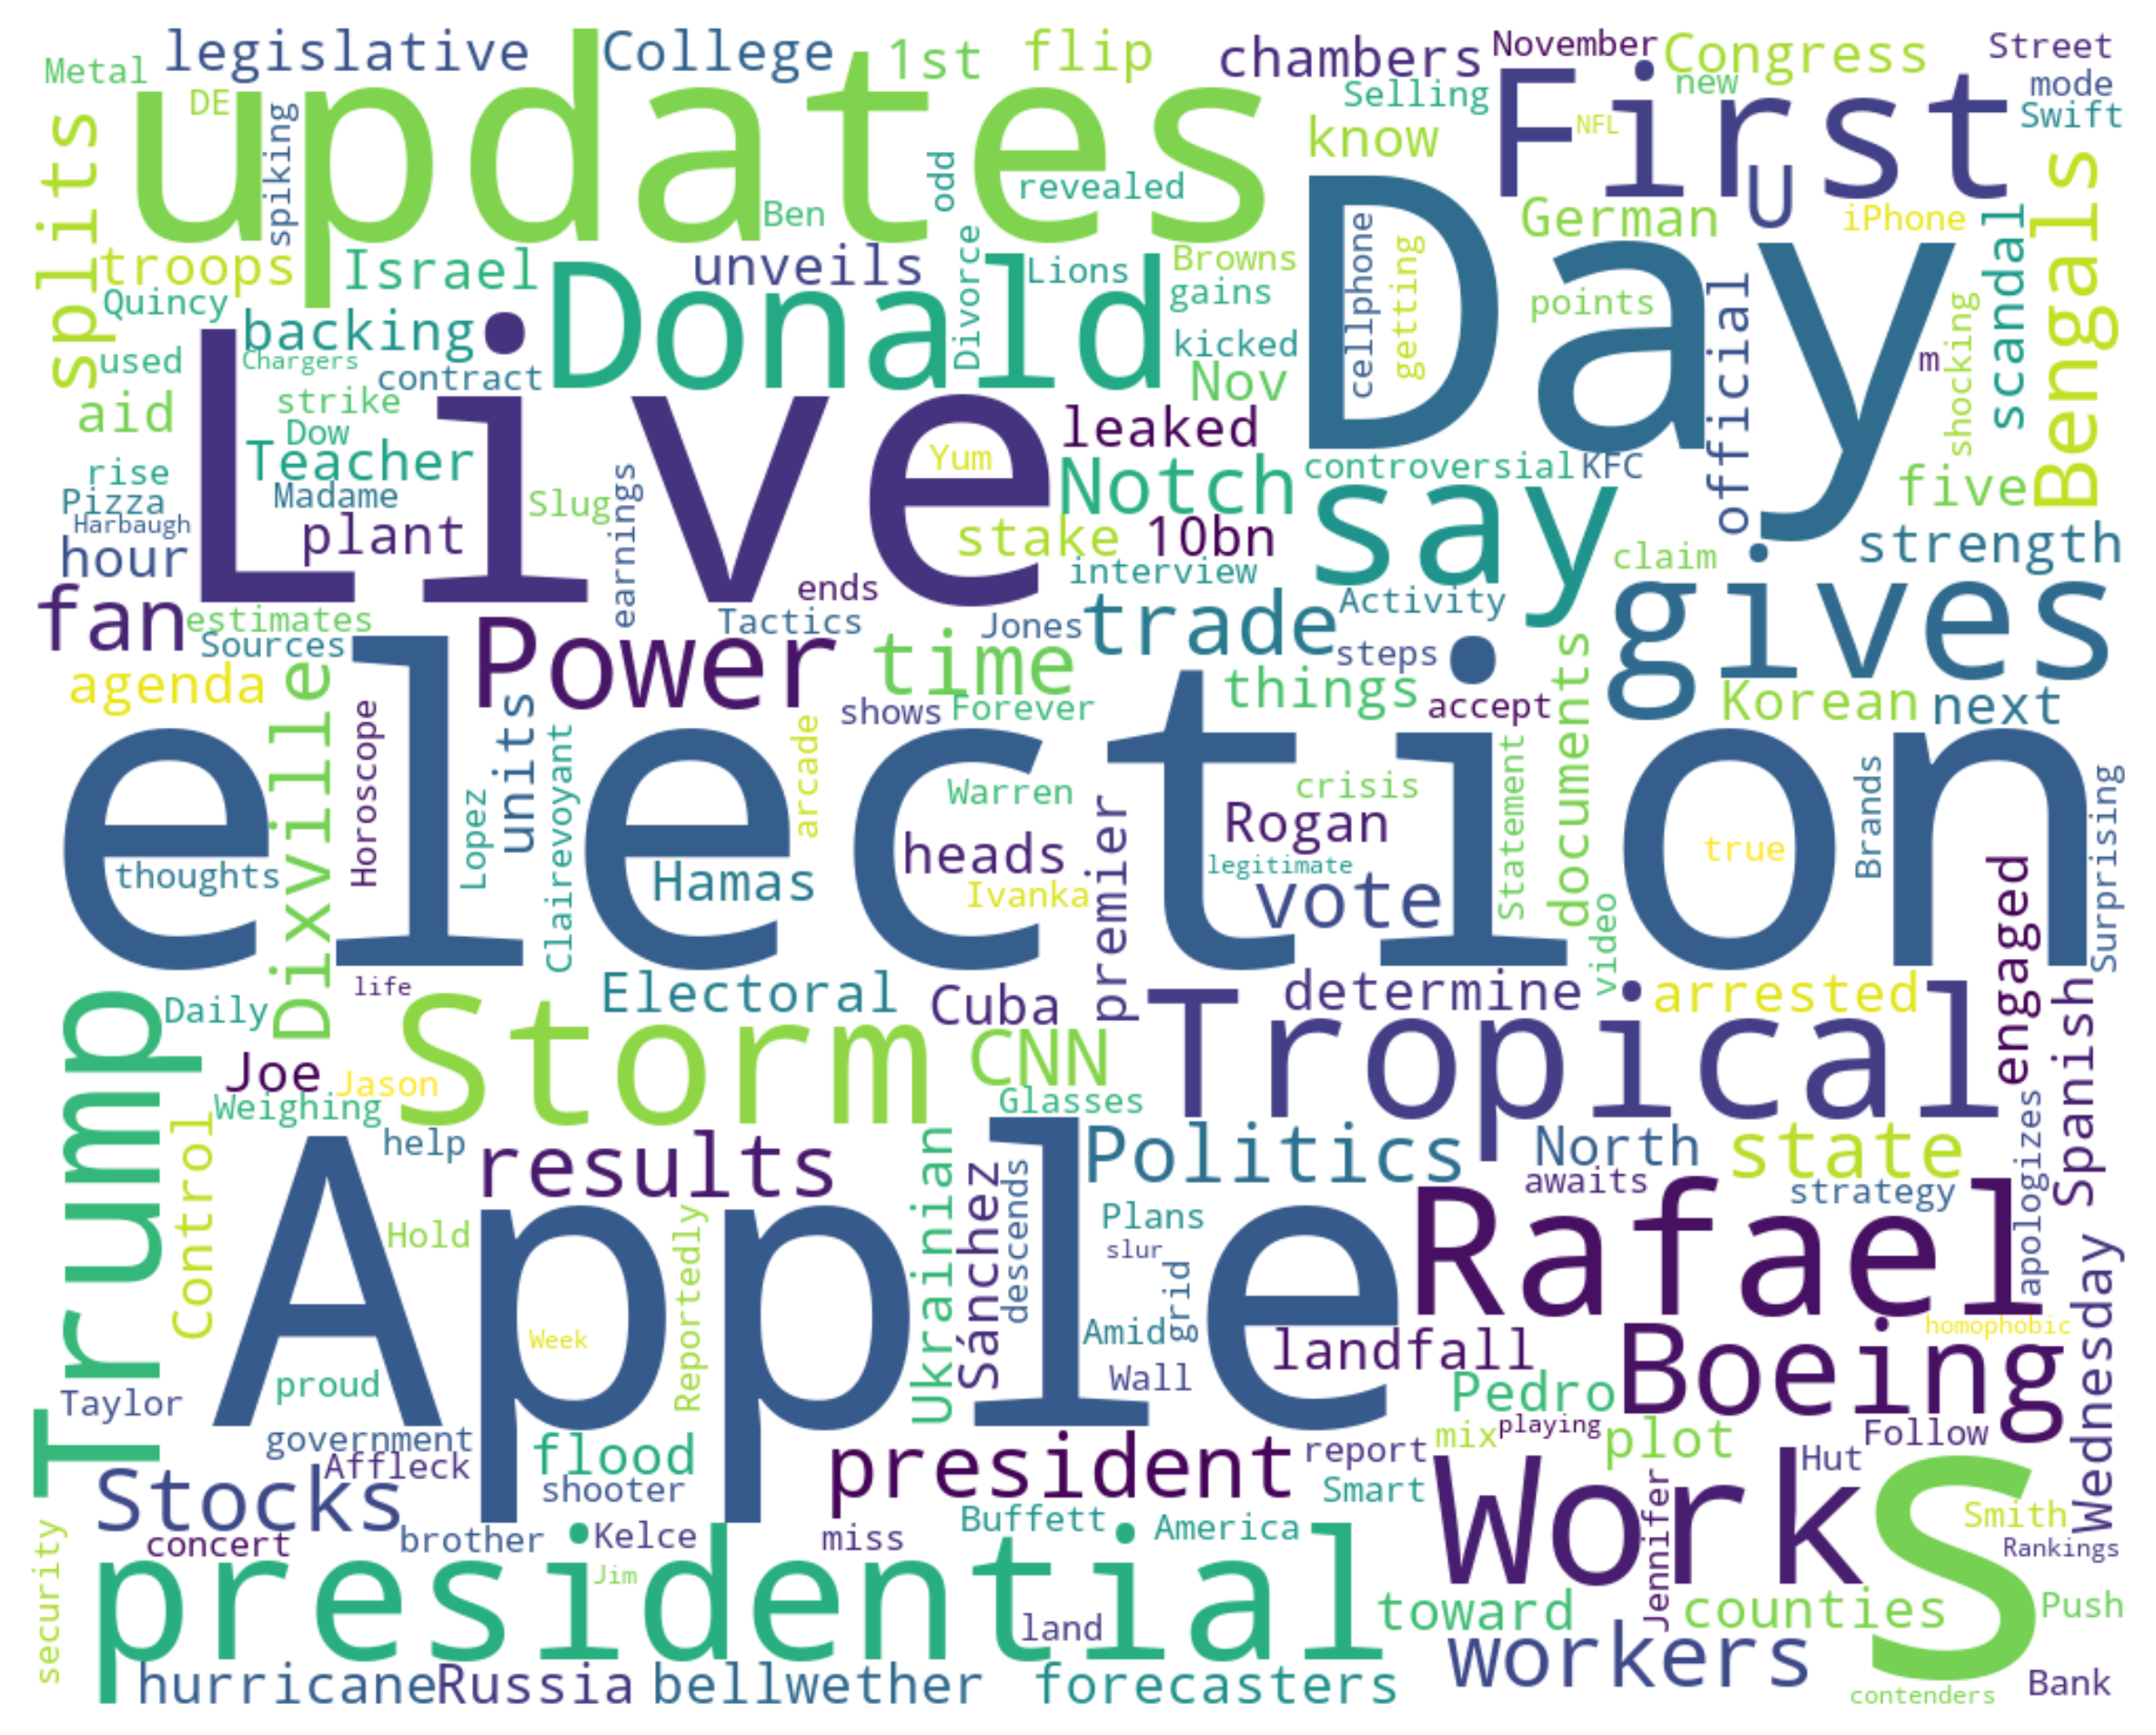 legislative
College
1st
flip
chambers
November
Congress
Street
Metal
updates
DE
spiking
Selling
new
mode
First
NFL
Swift
splits
know
odd
revealed
Ben
Day
German
U
iPhone
Bengals
troops
Israel
unveils
Donald
Divorce
Lions
Browns
gains
cellphone
getting
points
official
shocking
scandal
Quincy
backing
Live
used
Chargers
contract
kicked
Nov
m
aid
strike
Dow
Teacher
leaked
Yum
Notch
controversial
KFC
say
five
rise
Pizza
Madame
Harbaugh
plant
Slug
earnings
stake
10bn
interview
claim
strength
hour
fan
estimates
Sources
ends
Tactics
Jones
trade
Activity
gives
Power
time
steps
agenda
Dixville
things
accept
documents
Korean
next
shows
Forever
election
Horoscope
Lopez
units
Clairevoyant
arcade
Warren
crisis
Rogan
Statement
heads
premier
legitimate
true
Brands
Surprising
thoughts
Hamas
Ivanka
vote
video
engaged
life
Electoral
Cuba
determine
arrested
Spanish
Daily
Storm
CNN
Tropical
Trump
Joe
Jason
Weighing
Glasses
Control
help
results
Politics
North
state
apologizes
Apple
Ukrainian
Sánchez
descends
awaits
strategy
Rafael
Hold
Reportedly
Plans
slur
grid
Week
Amid
landfall
homophobic
Boeing
Wednesday
Taylor
proud
Wall
Pedro
government
Affleck
flood
president
report
mix
playing
plot
Follow
Hut
Stocks
shooter
Smart
Works
Jennifer
S
Smith
concert
brother
Kelce
miss
Buffett
America
Rankings
security
presidential
Jim
land
toward
counties
Push
workers
hurricane
Russia
bellwether
forecasters
contenders
Bank